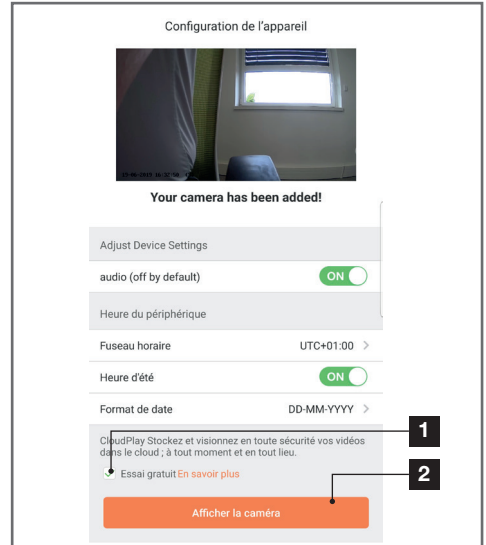 Configuration de l'appareil
Your camera has been added!
Adjust Device Settings
audio (off by default)
ON
Heure du périphérique
Fuseau horaire
UTC+01:00 >
Heure d'été
ON
Format de date
DD-MM-YYYY >
CloudPlay Stockez et visionnez en toute sécurité vos vidéos
dans le cloud ; à tout moment et en tout lieu.
1
Essai gratuit En savoir plus
2
Afficher la caméra